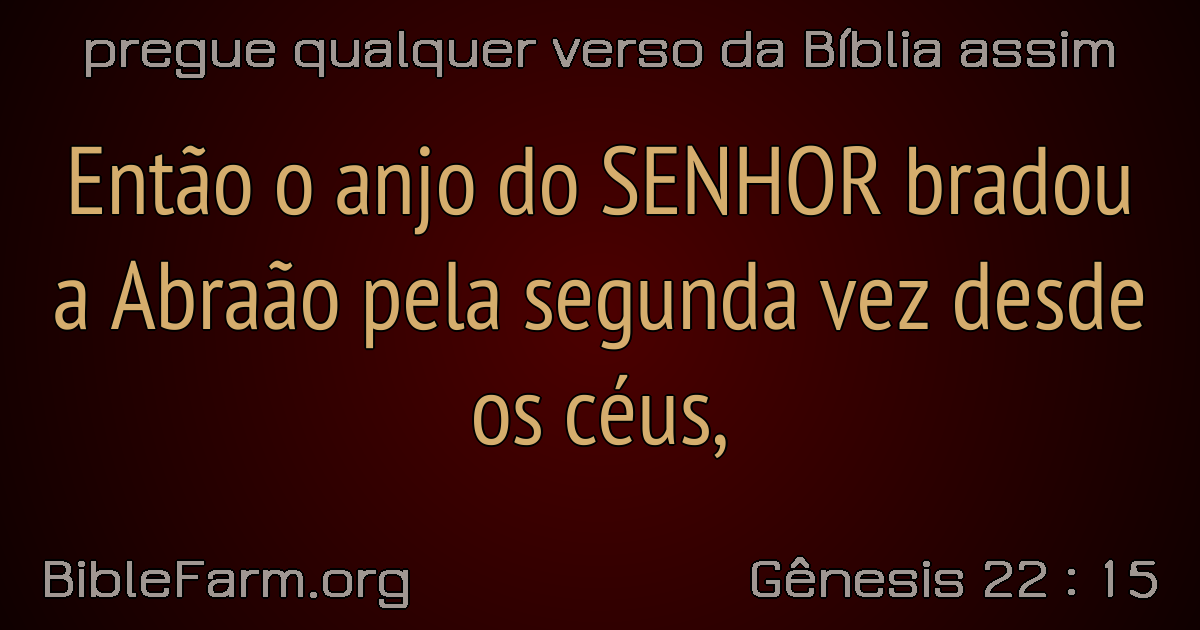 pregue qualquer verso da Bíblia assim
Então o anjo do SENHOR bradou
a Abraão pela segunda vez desde
os céus,
BibleFarm.org
Gênesis 22 : 15